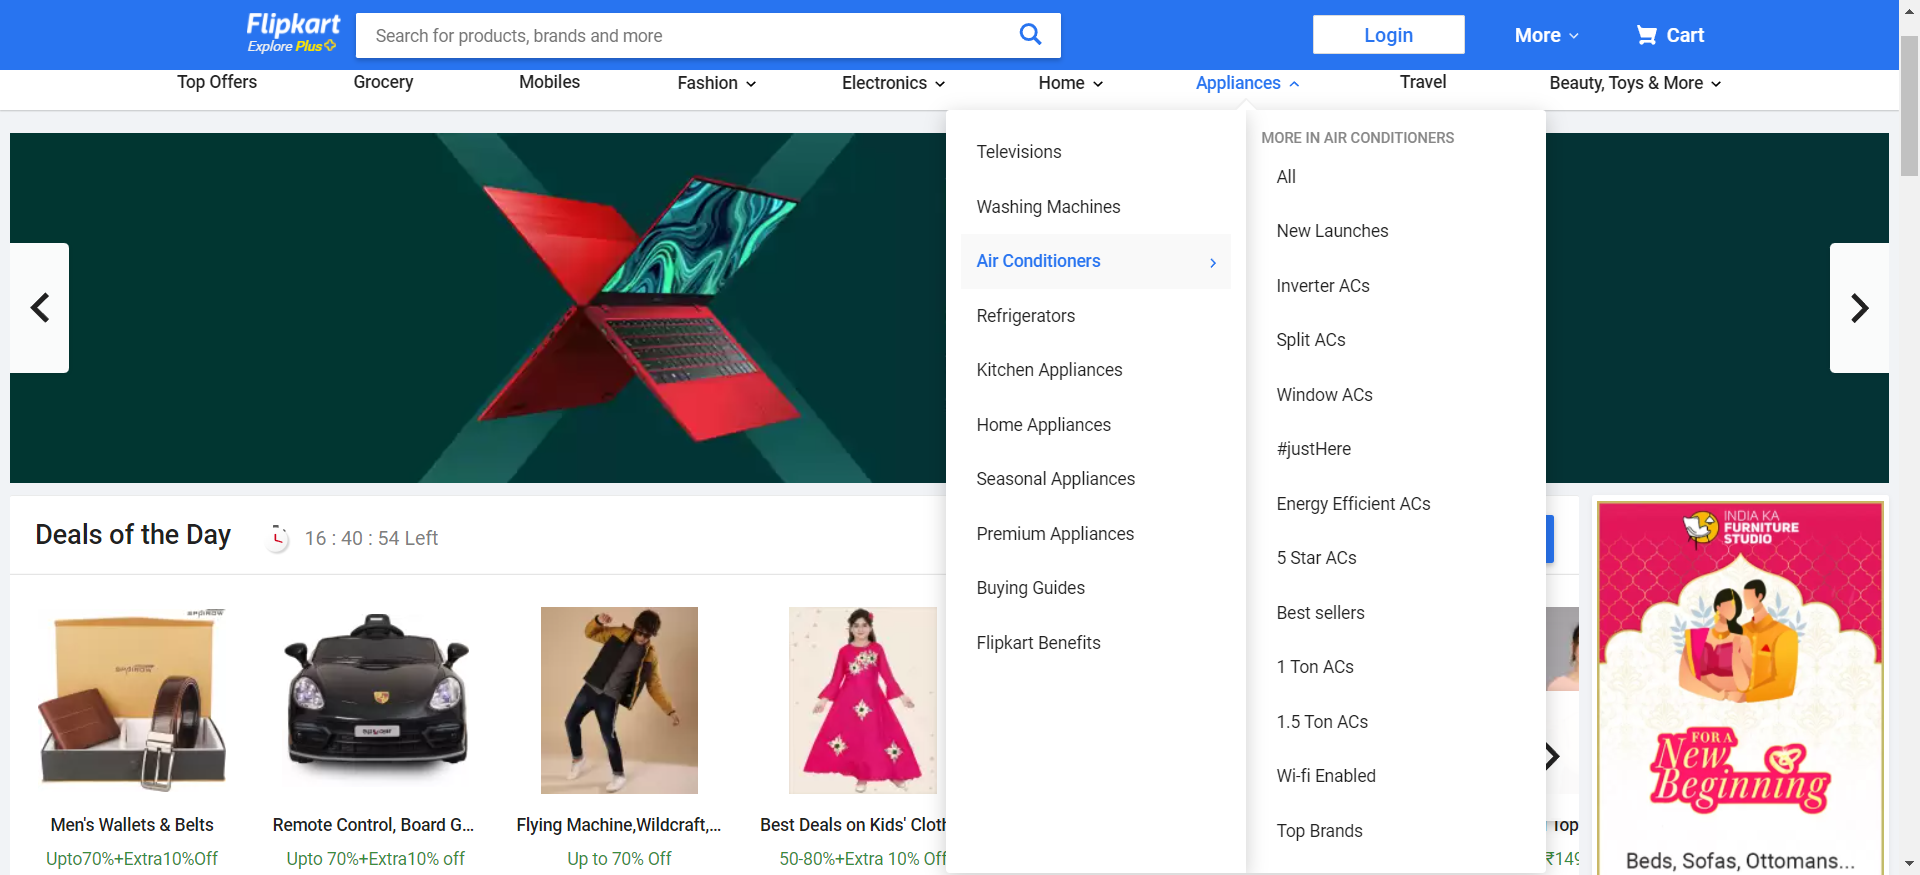 Flipkart
Explore Plus
Search for products, brands and more
Login
More
Cart
Top Offers
Grocery
Mobiles
Fashion
Electronics
Home
Appliances
Travel
Beauty, Toys & More
Televisions
Washing Machines
Air Conditioners
Refrigerators
Kitchen Appliances
Home Appliances
Seasonal Appliances
Premium Appliances
Buying Guides
Flipkart Benefits
MORE IN AIR CONDITIONERS
All
New Launches
Inverter ACs
Split ACs
Window ACs
#justHere
Energy Efficient ACs
5 Star ACs
Best sellers
1 Ton ACs
1.5 Ton ACs
Wi-fi Enabled
Top Brands
Deals of the Day
16 : 40 : 54 Left
Men's Wallets & Belts
Upto70%+Extra10%Off
Remote Control, Board G...
Upto 70%+Extra10% off
Flying Machine,Wildcraft,...
Up to 70% Off
Best Deals on Kids' Cloth
50-80%+Extra 10% Off
Top
₹149
INDIA KA
FURNITURE
STUDIO
FOR A
New
Beginning
Beds, Sofas, Ottomans...